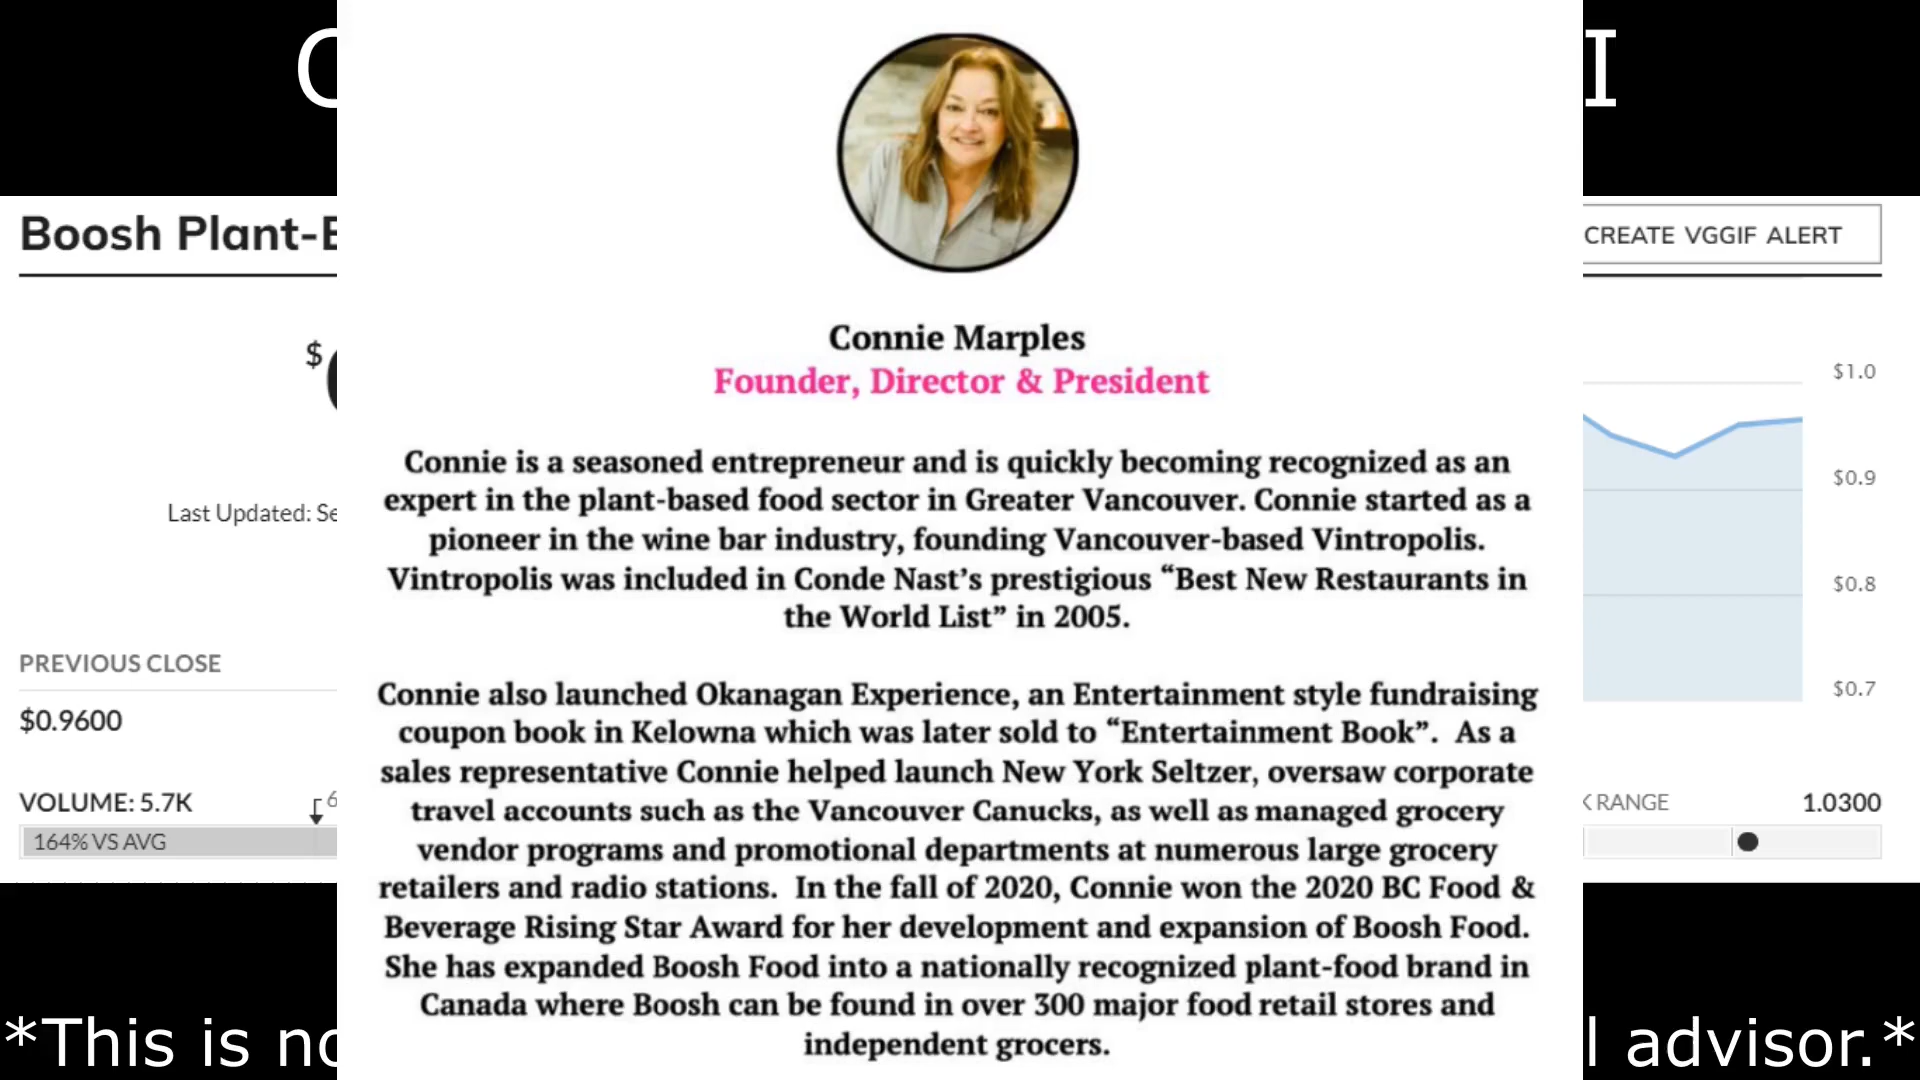 Boosh Plant-
$
Last Updated: Se
PREVIOUS CLOSE
$0.9600
VOLUME: 5.7K
6
164% VS AVG
*This is no
Connie Marples
Founder, Director & President
Connie is a seasoned entrepreneur and is quickly becoming recognized as an
expert in the plant-based food sector in Greater Vancouver. Connie started as a
pioneer in the wine bar industry, founding Vancouver-based Vintropolis.
Vintropolis was included in Conde Nast’s prestigious “Best New Restaurants in
the World List” in 2005.
Connie also launched Okanagan Experience, an Entertainment style fundraising
coupon book in Kelowna which was later sold to “Entertainment Book”. As a
sales representative Connie helped launch New York Seltzer, oversaw corporate
travel accounts such as the Vancouver Canucks, as well as managed grocery
vendor programs and promotional departments at numerous large grocery
retailers and radio stations. In the fall of 2020, Connie won the 2020 BC Food &
Beverage Rising Star Award for her development and expansion of Boosh Food.
She has expanded Boosh Food into a nationally recognized plant-food brand in
Canada where Boosh can be found in over 300 major food retail stores and
independent grocers.
I
CREATE VGGIF ALERT
$1.0
$0.9
$0.8
$0.7
RANGE
1.0300
l advisor.*